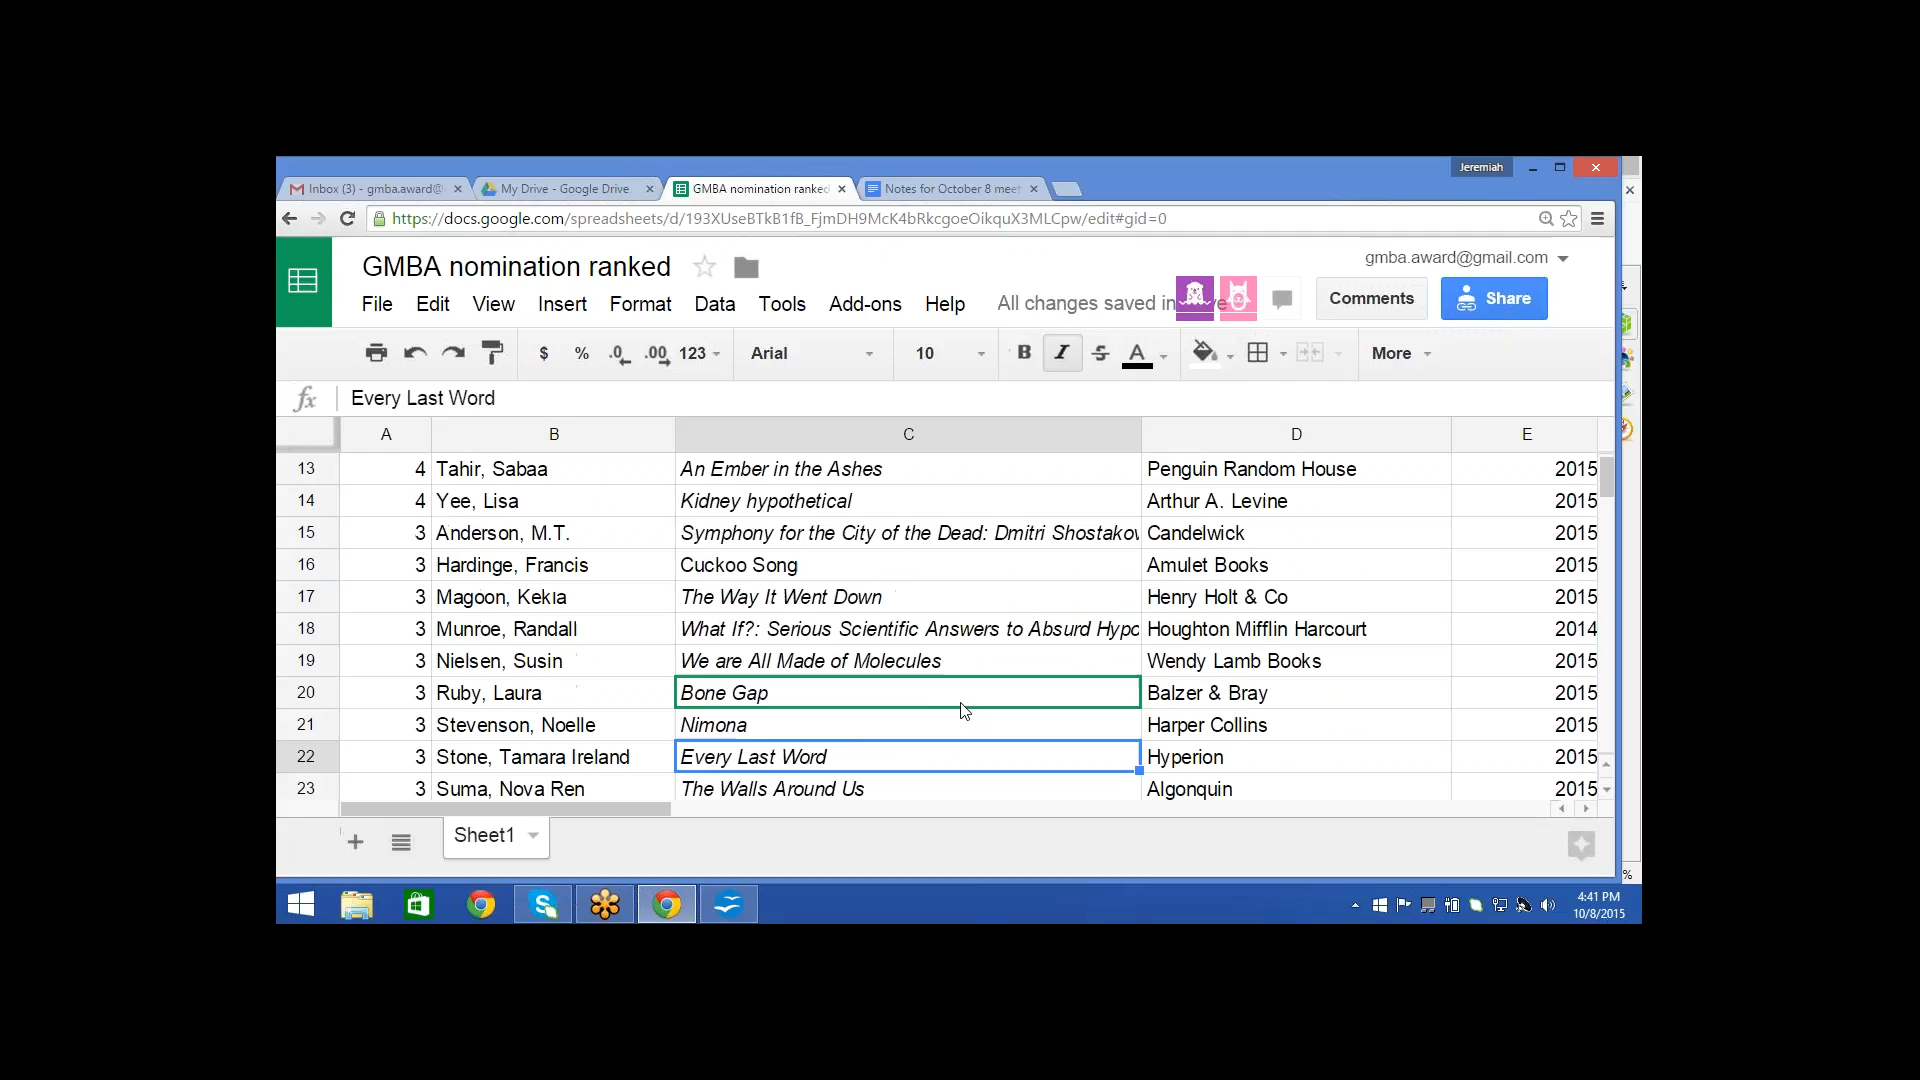 Jeremiah
Inbox (3) - gmba.award@ My Drive - Google Drive GMBA nomination ranked Notes for October 8 meet
https://docs.google.com/spreadsheets/d/193XUseBTkB1fB_FjmDH9McK4bRkcgoeOikquX3MLCpw/edit#gid=0
GMBA nomination ranked gmba.award@gmail.com
File Edit View Insert Format Data Tools Add-ons Help All changes saved in Comments Share
$ % .0 .00 123 Arial 10 B I S A More
fx Every Last Word
A B C D E
13 4 Tahir, Sabaa An Ember in the Ashes Penguin Random House 2015
14 4 Yee, Lisa Kidney hypothetical Arthur A. Levine 2015
15 3 Anderson, M.T. Symphony for the City of the Dead: Dmitri Shostakov Candelwick 2015
16 3 Hardinge, Francis Cuckoo Song Amulet Books 2015
17 3 Magoon, Kekia The Way It Went Down Henry Holt & Co 2015
18 3 Munroe, Randall What If?: Serious Scientific Answers to Absurd Hypo Houghton Mifflin Harcourt 2014
19 3 Nielsen, Susin We are All Made of Molecules Wendy Lamb Books 2015
20 3 Ruby, Laura Bone Gap Balzer & Bray 2015
21 3 Stevenson, Noelle Nimona Harper Collins 2015
22 3 Stone, Tamara Ireland Every Last Word Hyperion 2015
23 3 Suma, Nova Ren The Walls Around Us Algonquin 2015
Sheet1
%
4:41 PM
10/8/2015